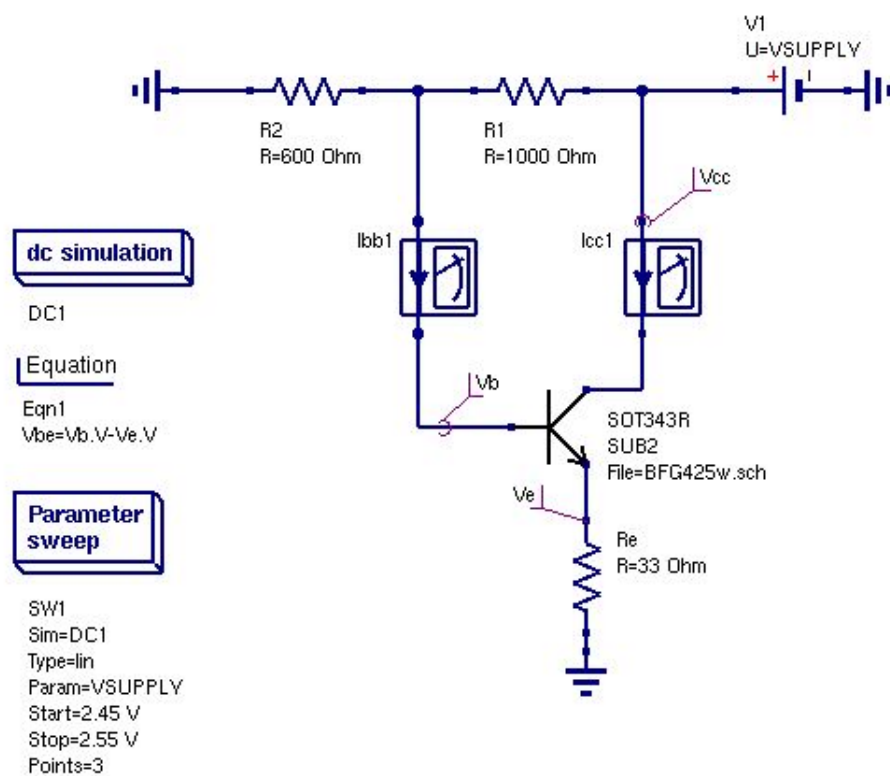 V1
U=VSUPPLY
+
R2
R=600 Ohm
R1
R=1000 Ohm
Vcc
Ibb1
Icc1
dc simulation
DC1
Equation
Eqn1
Vbe=Vb.V-Ve.V
Vb
SOT343R
SUB2
File=BFG425w.sch
Ve
Re
R=33 Ohm
Parameter
sweep
SW1
Sim=DC1
Type=lin
Param=VSUPPLY
Start=2.45 V
Stop=2.55 V
Points=3